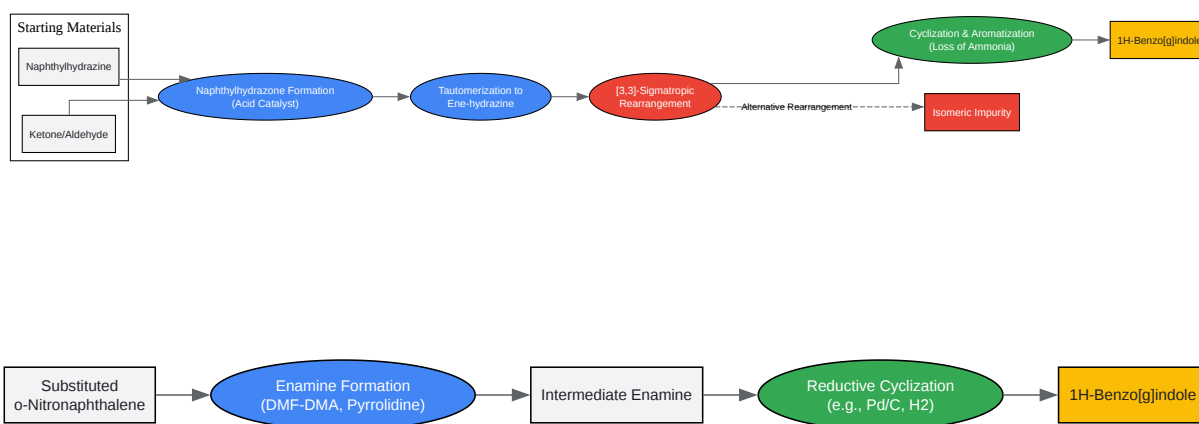 Starting Materials
Naphthylhydrazine
Ketone/Aldehyde
Naphthylhydrazone Formation
(Acid Catalyst)
Tautomerization to
Ene-hydrazine
[3,3]-Sigmatropic
Rearrangement
Alternative Rearrangement
Cyclization & Aromatization
(Loss of Ammonia)
1H-Benzo[g]indole
Isomeric Impurity
Substituted
o-Nitronaphthalene
Enamine Formation
(DMF-DMA, Pyrrolidine)
Intermediate Enamine
Reductive Cyclization
(e.g., Pd/C, H2)
1H-Benzo[g]indole